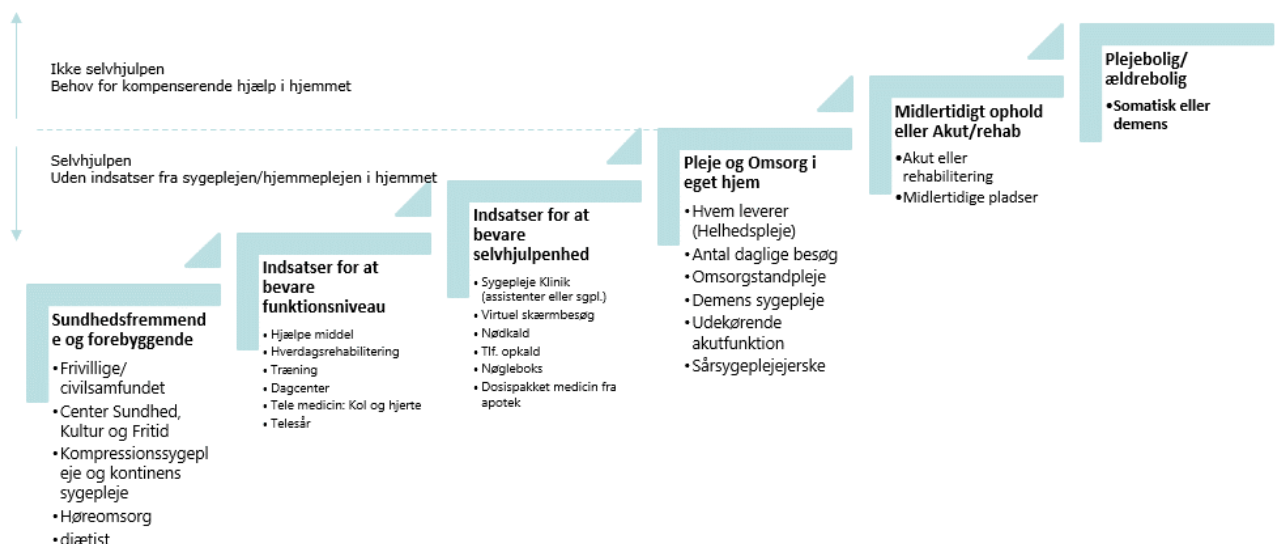 Ikke selvhjulpen
Behov for kompenserende hjælp i hjemmet
Selvhjulpen
Uden indsatser fra sygeplejen/hjemmeplejen i hjemmet
Sundhedsfremmend
e og forebyggende
•Frivillige/
civilsamfundet
•Center Sundhed,
Kultur og Fritid
•Kompressionssygepl
eje og kontinens
sygepleje
•Høreomsorg
•diætist
Indsatser for at
bevare
funktionsniveau
• Hjælpe middel
• Hverdagsrehabilitering
• Træning
• Dagcenter
• Tele medicin: Kol og hjerte
• Telesår
Indsatser for at
bevare
selvhjulpenhed
• Sygepleje Klinik
(assistenter eller sgpl.)
• Virtuel skærmbesøg
• Nødkald
• Tlf. opkald
• Nøgleboks
• Dosispakket medicin fra
apotek
Pleje og Omsorg i
eget hjem
•Hvem leverer
(Helhedspleje)
•Antal daglige besøg
•Omsorgstandpleje
•Demens sygepleje
•Udekørende
akutfunktion
•Sårsygeplejejerske
Midlertidigt ophold
eller Akut/rehab
•Akut eller
rehabilitering
•Midlertidige pladser
Plejebolig/
ældrebolig
•Somatisk eller
demens